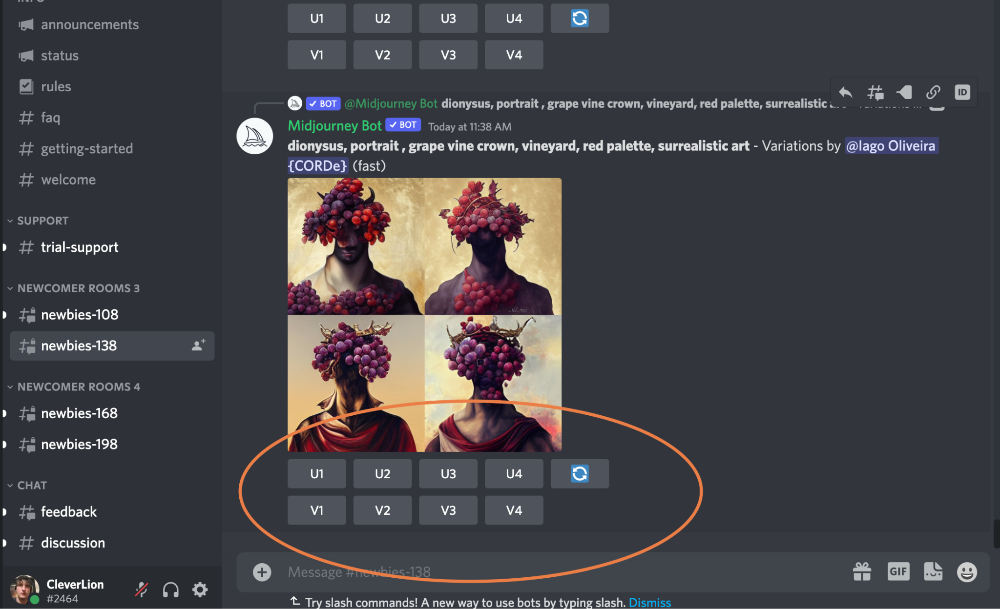 INFO
announcements
status
rules
faq
getting-started
welcome
SUPPORT
trial-support
NEWCOMER ROOMS 3
newbies-108
newbies-138
NEWCOMER ROOMS 4
newbies-168
newbies-198
CHAT
feedback
discussion
CleverLion
#2464
U1 U2 U3 U4
V1 V2 V3 V4
ID
BOT @Midjourney Bot dionysus, portrait , grape vine crown, vineyard, red palette, surrealistic art - Variations ...
Midjourney Bot BOT Today at 11:38 AM
dionysus, portrait , grape vine crown, vineyard, red palette, surrealistic art - Variations by @Iago Oliveira
{CORDe} (fast)
U1 U2 U3 U4
V1 V2 V3 V4
Message #newbies-138
GIF
Try slash commands! A new way to use bots by typing slash. Dismiss